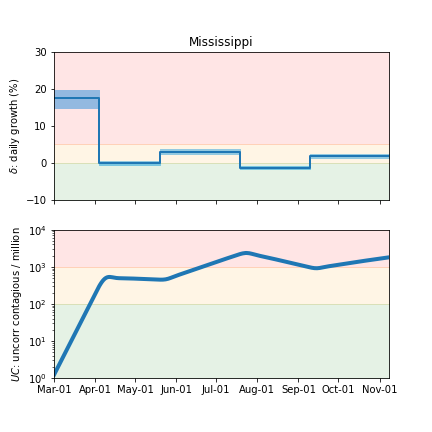 Mississippi
δ: daily growth (%)
30
20
10
0
−10
UC: uncorr contagious / million
10⁴
10³
10²
10¹
10⁰
Mar-01 Apr-01 May-01 Jun-01 Jul-01 Aug-01 Sep-01 Oct-01 Nov-01